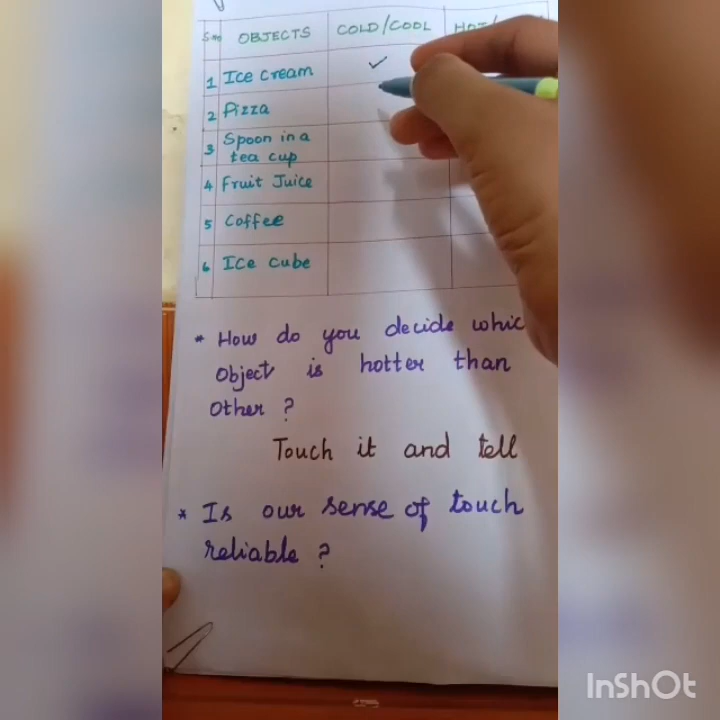 S.no OBJECTS COLD/COOL HOT/
1 Ice cream ✓
2 Pizza
3 Spoon in a
tea cup
4 Fruit Juice
5 Coffee
6 Ice cube
* How do you decide whic
object is hotter than
other ?
Touch it and tell
* Is our sense of touch
reliable ?
InShOt